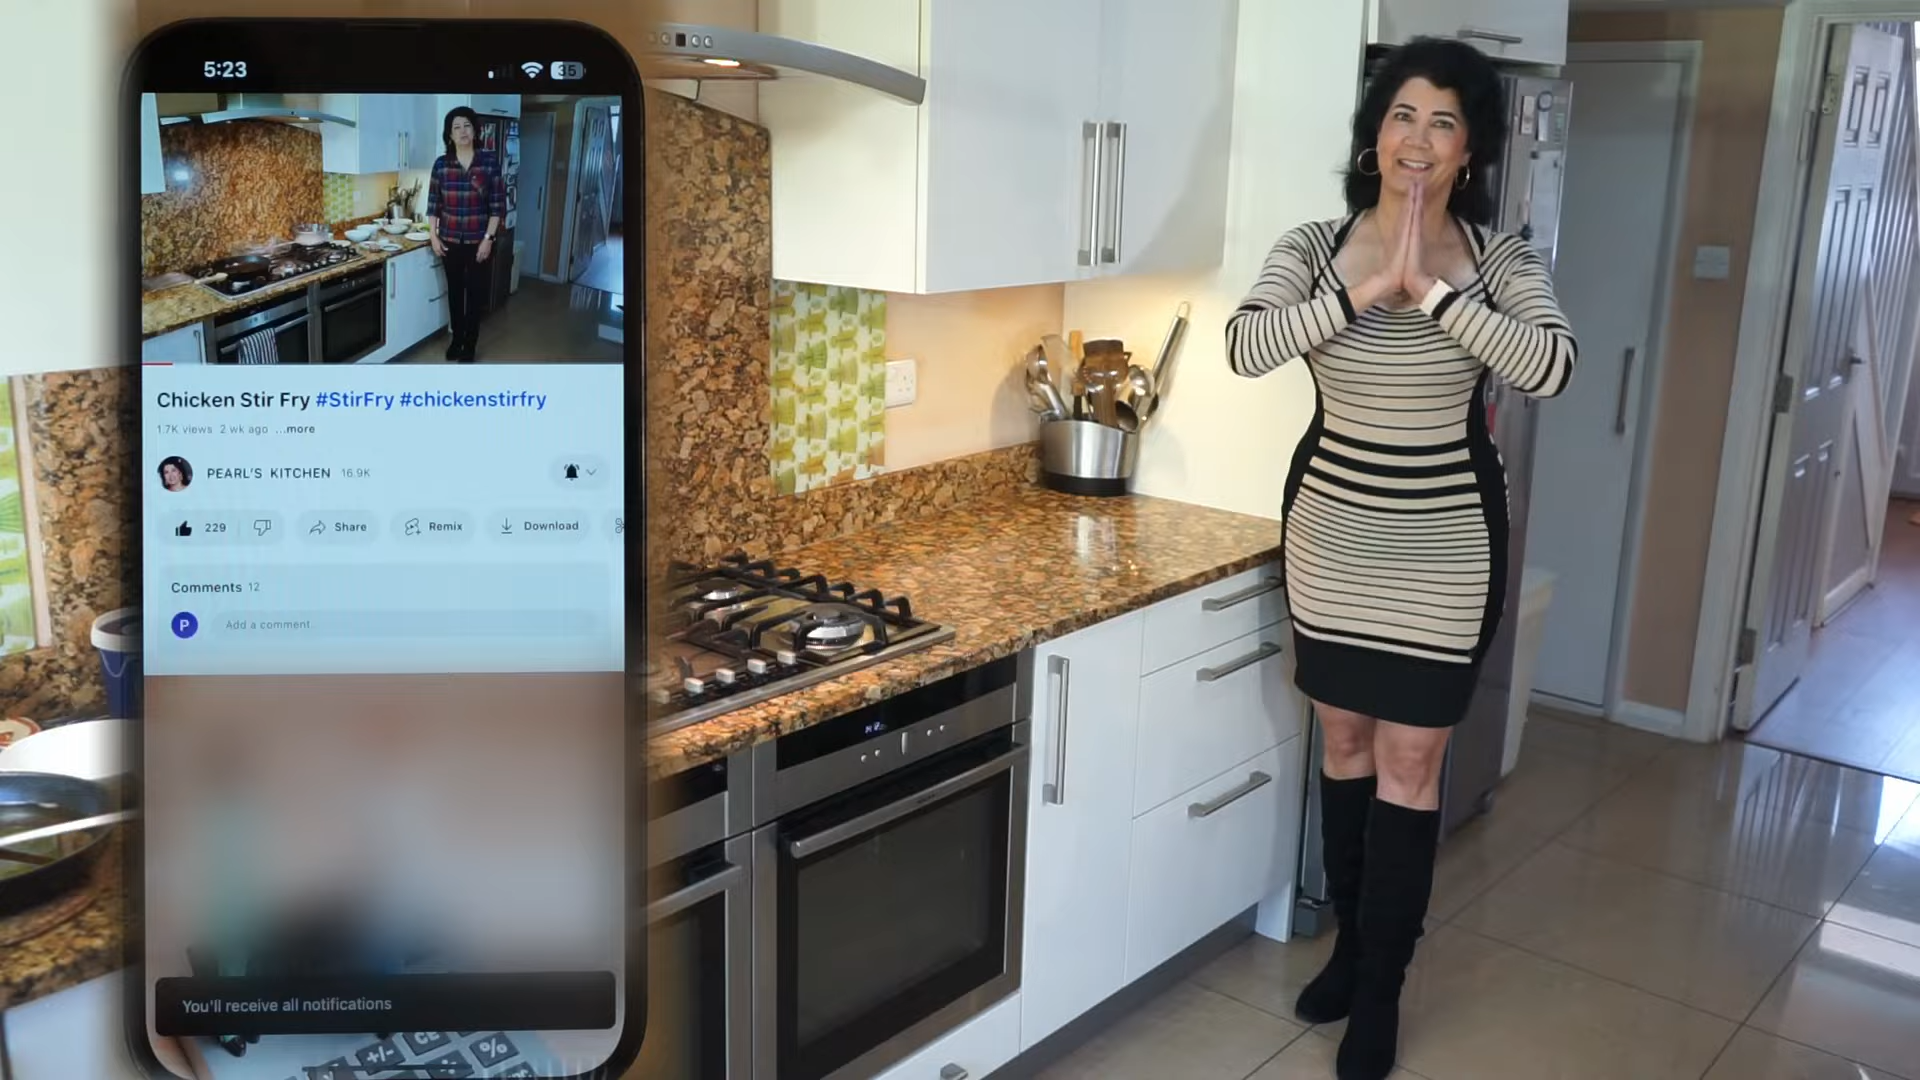 5:23
35
Chicken Stir Fry #StirFry #chickenstirfry
1.7K views 2 wk ago ...more
PEARL'S KITCHEN 16.9K
229
Share
Remix
Download
Comments 12
P
Add a comment.
You'll receive all notifications
+/-
CE
%